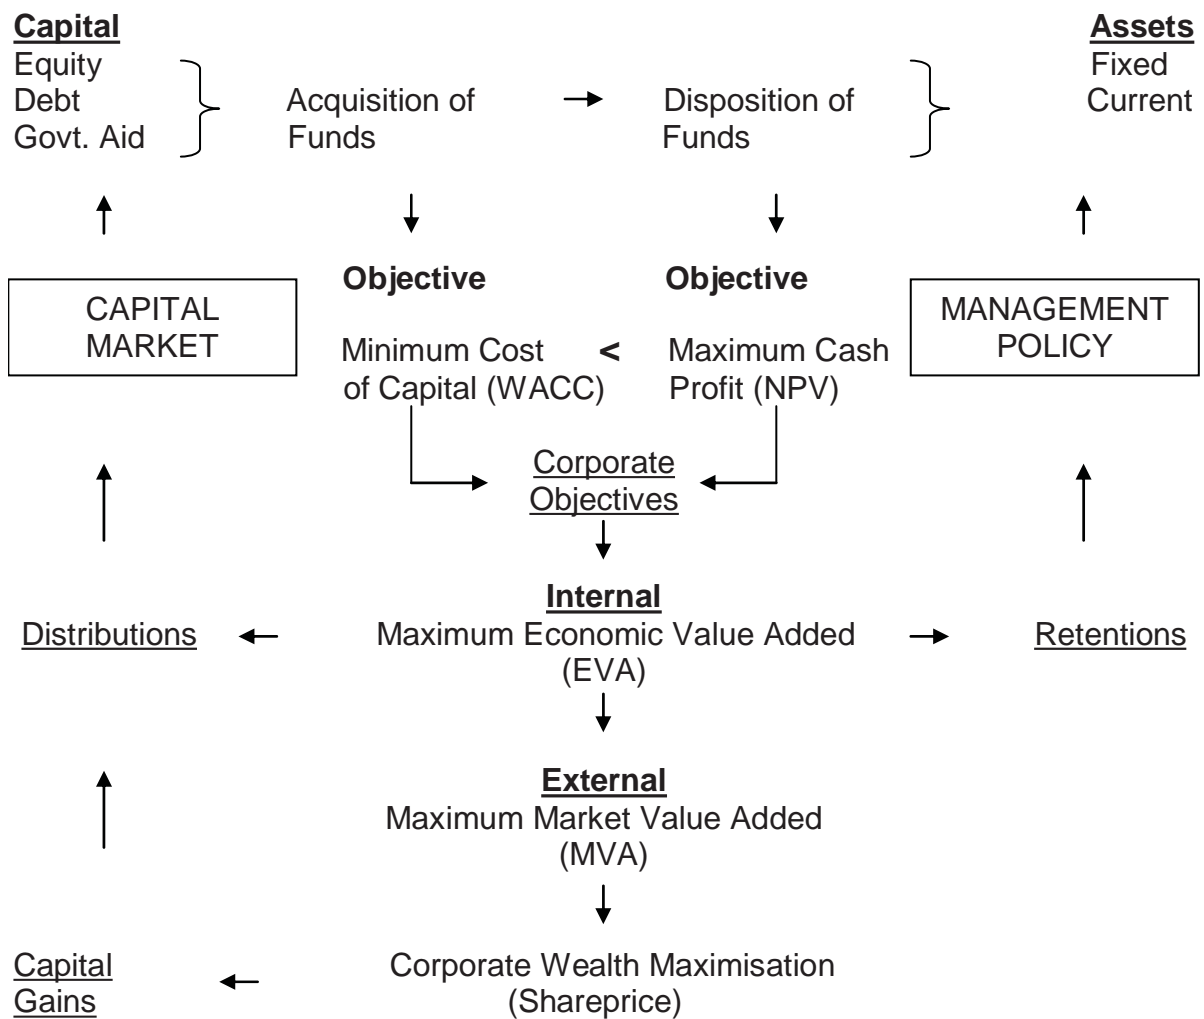 Capital
Equity
Debt
Govt. Aid
Acquisition of
Funds
Disposition of
Funds
Assets
Fixed
Current
Objective
Objective
CAPITAL
MARKET
Minimum Cost
of Capital (WACC)
<
Maximum Cash
Profit (NPV)
MANAGEMENT
POLICY
Corporate
Objectives
Internal
Distributions
Maximum Economic Value Added
(EVA)
Retentions
External
Maximum Market Value Added
(MVA)
Capital
Gains
Corporate Wealth Maximisation
(Shareprice)